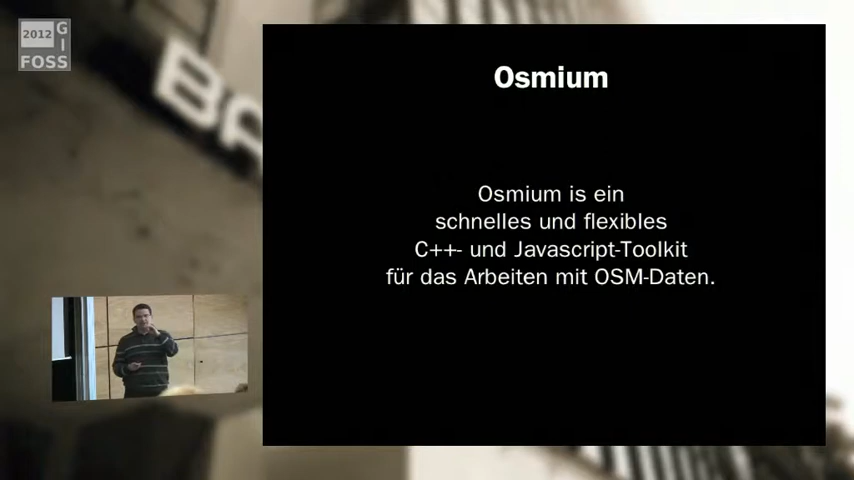 2012 G
I
FOSS
BA
Osmium
Osmium is ein
schnelles und flexibles
C++- und Javascript-Toolkit
für das Arbeiten mit OSM-Daten.